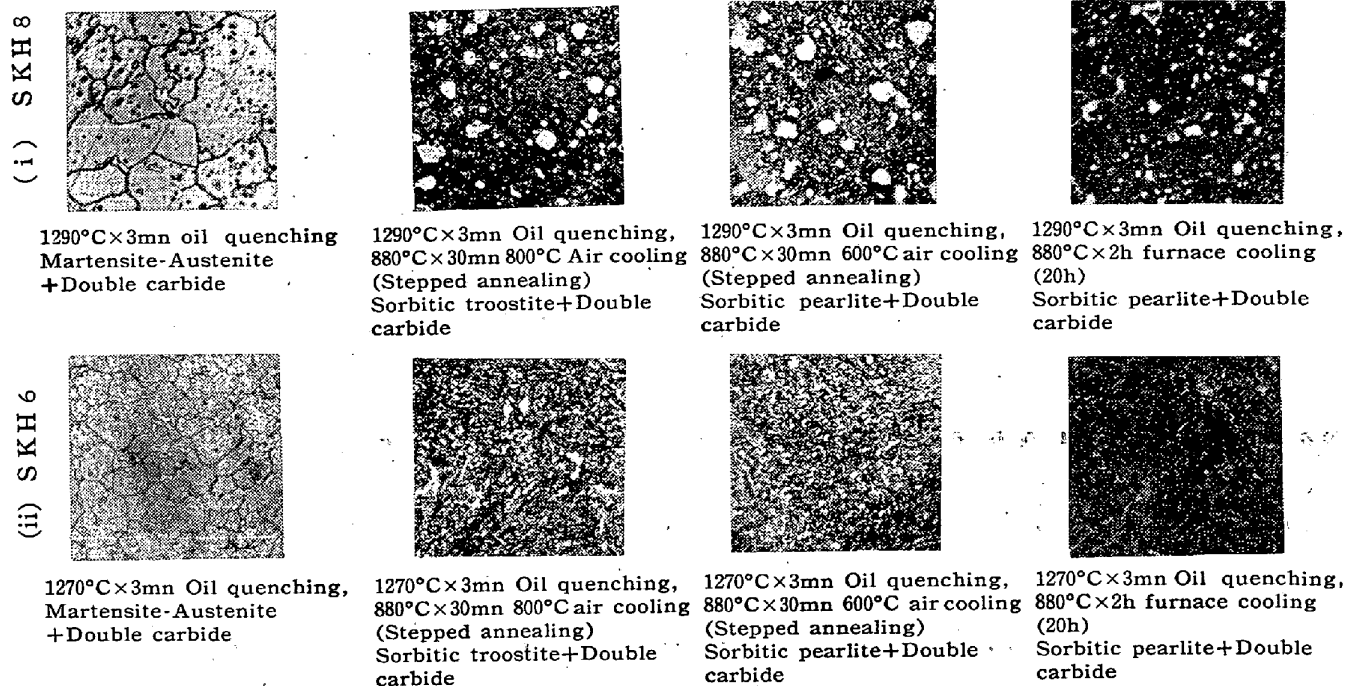 (i) SKH8
1290°C×3mn oil quenching
Martensite-Austenite
+Double carbide
1290°C×3mn Oil quenching,
880°C×30mn 800°C Air cooling
(Stepped annealing)
Sorbitic troostite+Double
carbide
1290°C×3mn Oil quenching,
880°C×30mn 600°C air cooling
(Stepped annealing)
Sorbitic pearlite+Double
carbide
1290°C×3mn Oil quenching,
880°C×2h furnace cooling
(20h)
Sorbitic pearlite+Double
carbide
(ii) SKH6
1270°C×3mn Oil quenching,
Martensite-Austenite
+Double carbide
1270°C×3mn Oil quenching,
880°C×30mn 800°C air cooling
(Stepped annealing)
Sorbitic troostite+Double
carbide
1270°C×3mn Oil quenching,
880°C×30mn 600°C air cooling
(Stepped annealing)
Sorbitic pearlite+Double
carbide
1270°C×3mn Oil quenching,
880°C×2h furnace cooling
(20h)
Sorbitic pearlite+Double
carbide